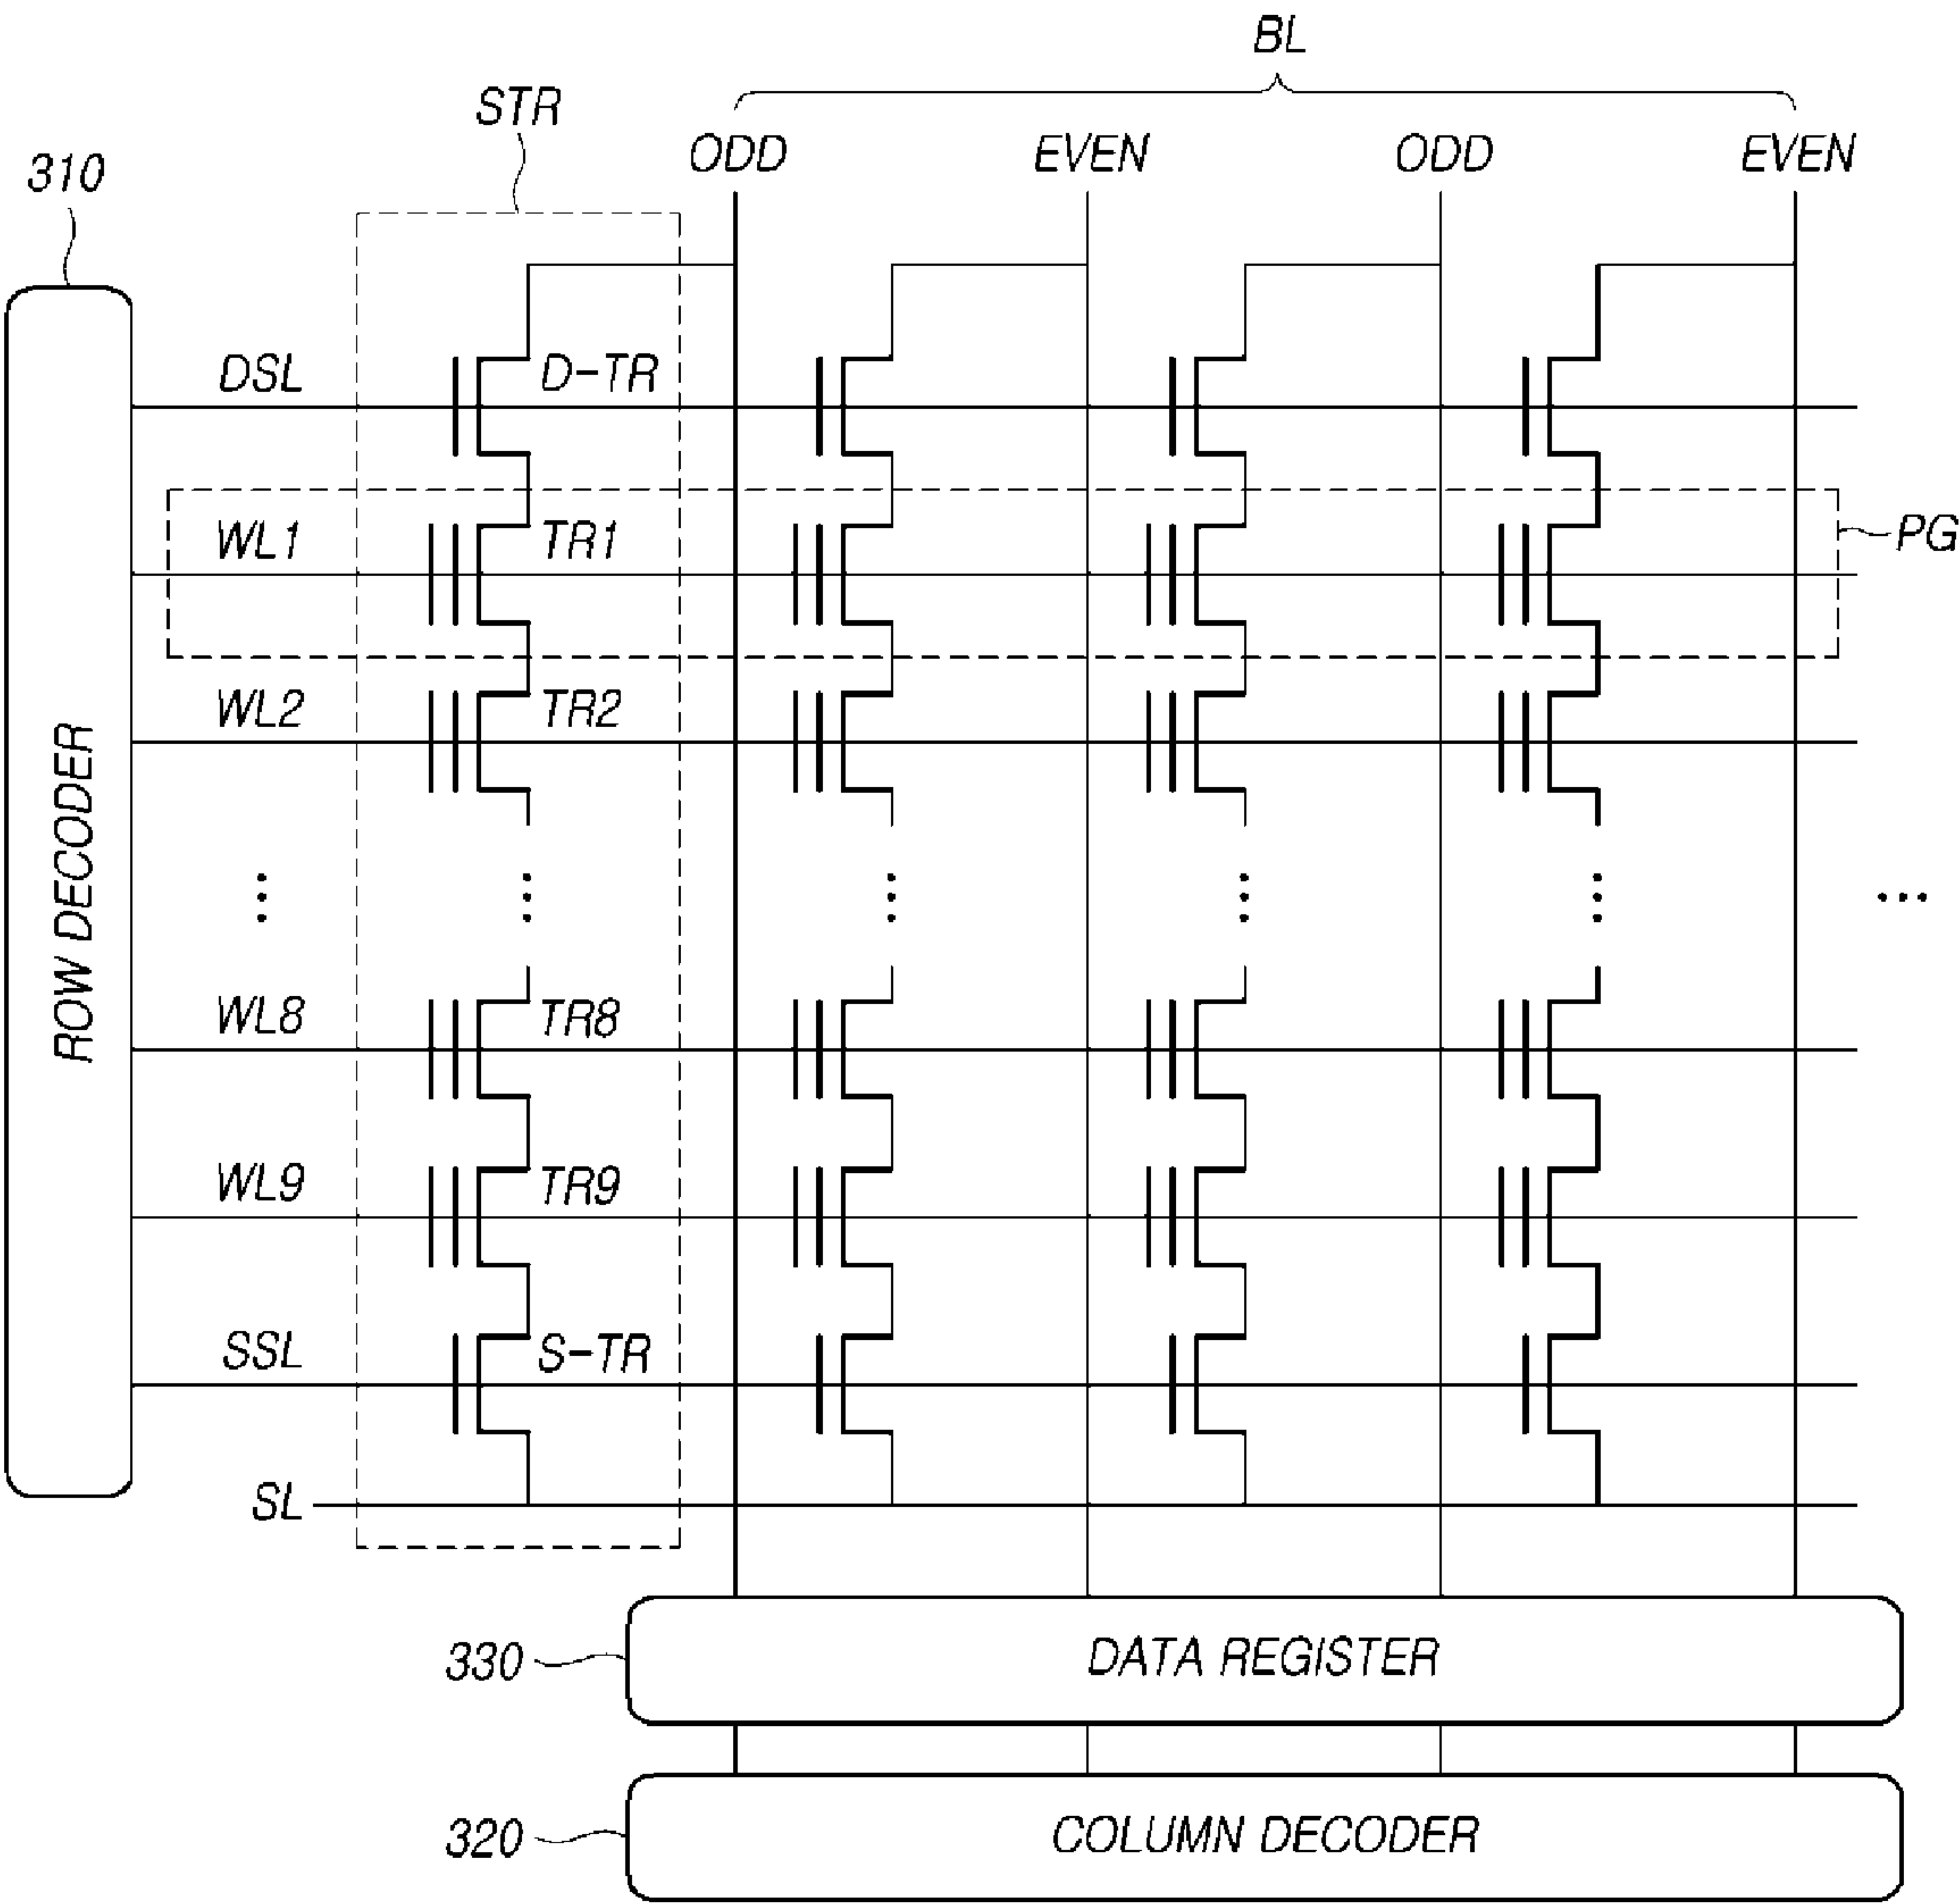 BL
STR
ODD EVEN ODD EVEN
310
DSL D-TR
WL1 TR1 PG
WL2 TR2
ROW DECODER
WL8 TR8
WL9 TR9
SSL S-TR
SL
330 DATA REGISTER
320 COLUMN DECODER